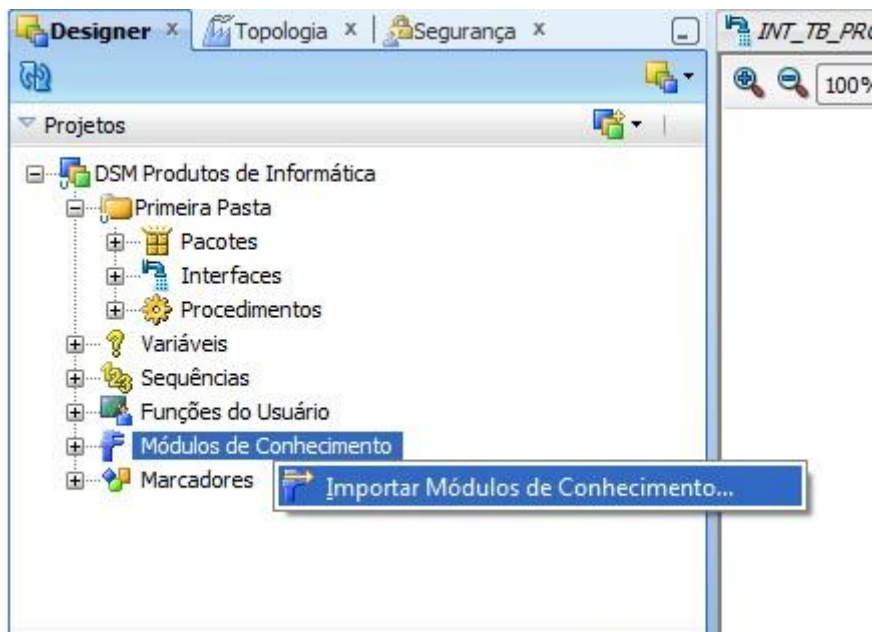 Designer Topologia Segurança INT_TB_PR
100%
Projetos
DSM Produtos de Informática
Primeira Pasta
Pacotes
Interfaces
Procedimentos
Variáveis
Sequências
Funções do Usuário
Módulos de Conhecimento
Marcadores
Importar Módulos de Conhecimento...